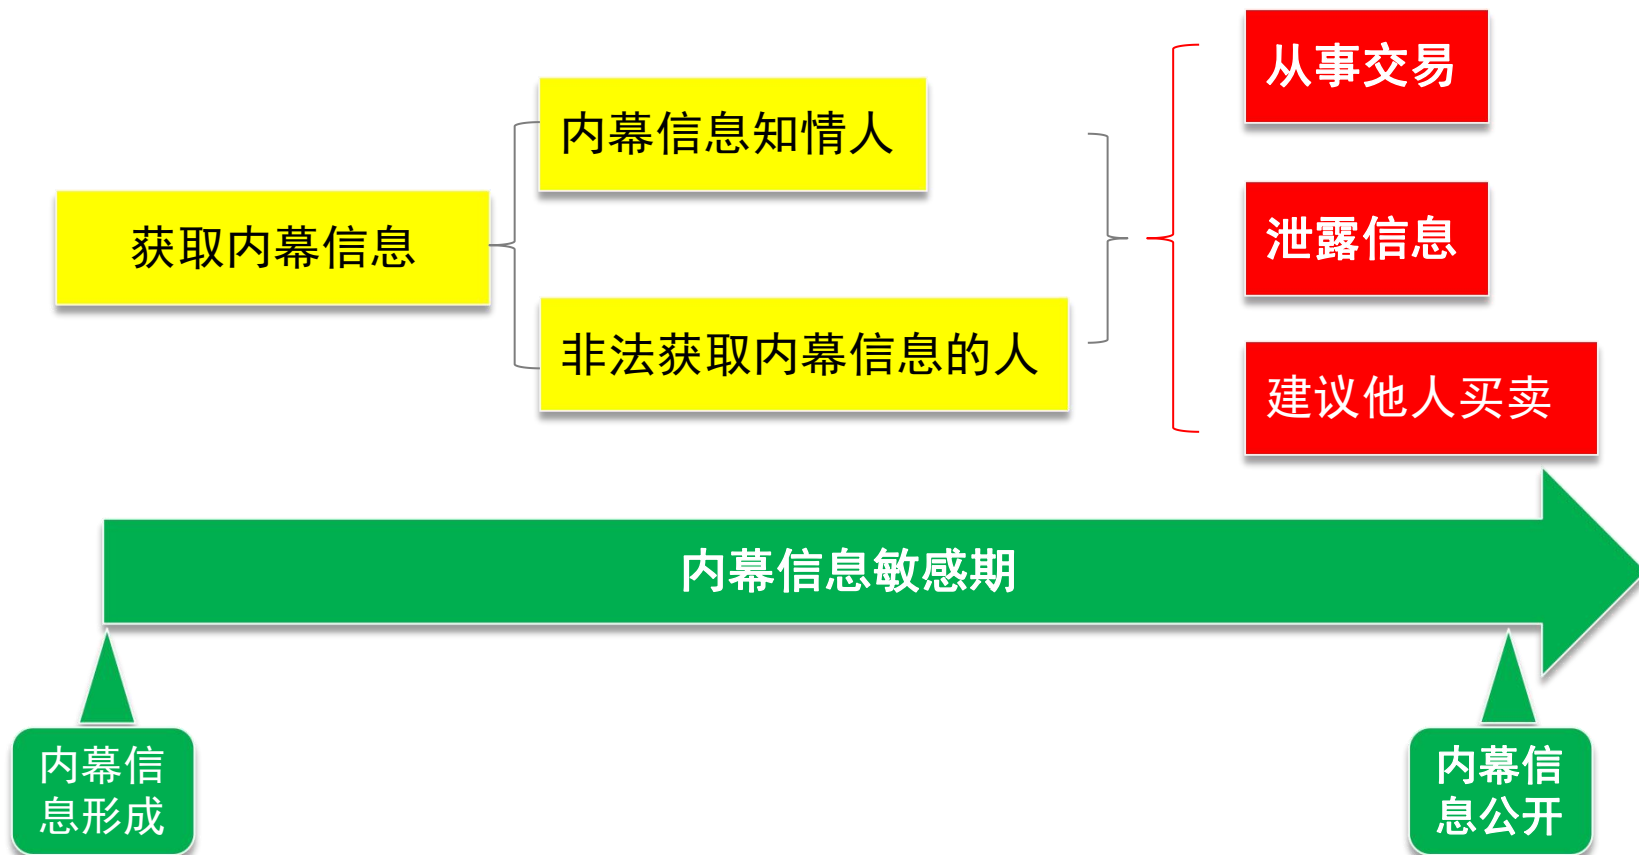 从事交易
内幕信息知情人
获取内幕信息
泄露信息
非法获取内幕信息的人
建议他人买卖
内幕信息敏感期
内幕信
息形成
内幕信
息公开